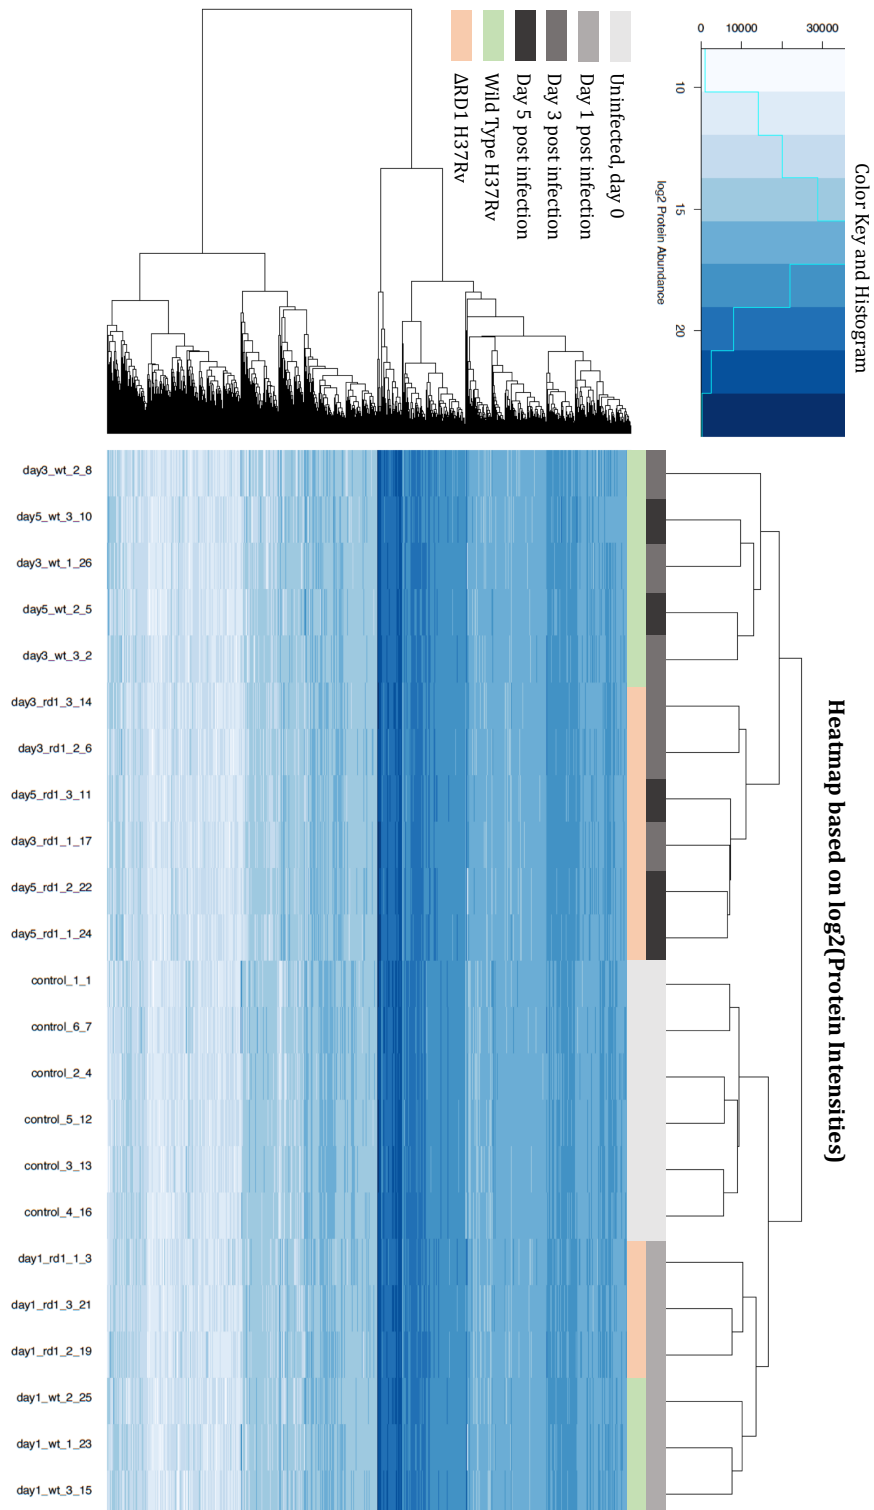 Color Key and Histogram
0
10000
30000
10
15
20
log2 Protein Abundance
Uninfected, day 0
Day 1 post infection
Day 3 post infection
Day 5 post infection
Wild Type H37Rv
ΔRD1 H37Rv
Heatmap based on log2(Protein Intensities)
day3_wt_2_8
day5_wt_3_10
day3_wt_1_26
day5_wt_2_5
day3_wt_3_2
day3_rd1_3_14
day3_rd1_2_6
day5_rd1_3_11
day3_rd1_1_17
day5_rd1_2_22
day5_rd1_1_24
control_1_1
control_6_7
control_2_4
control_5_12
control_3_13
control_4_16
day1_rd1_1_3
day1_rd1_3_21
day1_rd1_2_19
day1_wt_2_25
day1_wt_1_23
day1_wt_3_15